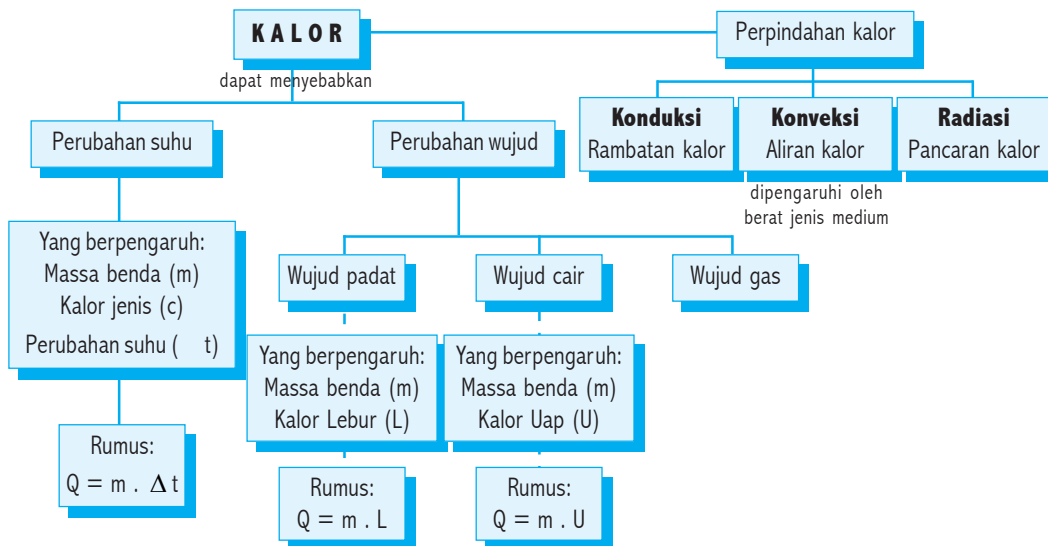 KALOR
Perpindahan kalor
dapat menyebabkan
Konduksi
Rambatan kalor
Konveksi
Aliran kalor
Radiasi
Pancaran kalor
dipengaruhi oleh
berat jenis medium
Perubahan suhu
Perubahan wujud
Yang berpengaruh:
Massa benda (m)
Kalor jenis (c)
Perubahan suhu ( t)
Rumus:
Q = m . Δ t
Wujud padat
Wujud cair
Wujud gas
Yang berpengaruh:
Massa benda (m)
Kalor Lebur (L)
Yang berpengaruh:
Massa benda (m)
Kalor Uap (U)
Rumus:
Q = m . L
Rumus:
Q = m . U